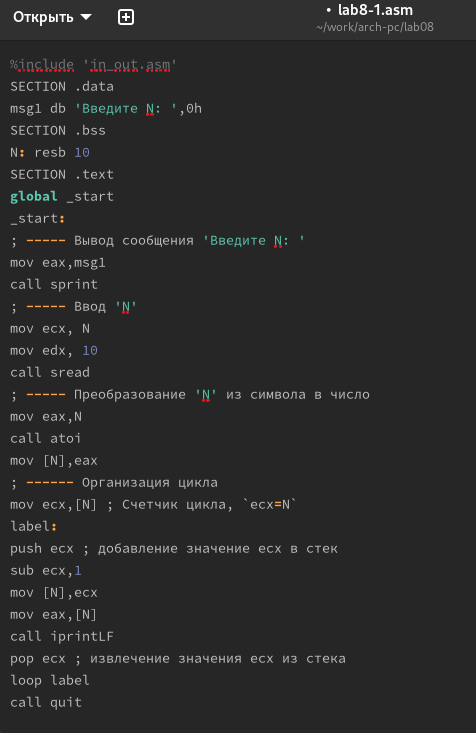 Открыть
• lab8-1.asm
~/work/arch-pc/lab08
%include 'in_out.asm'
SECTION .data
msg1 db 'Введите N: ',0h
SECTION .bss
N: resb 10
SECTION .text
global _start
_start:
; ----- Вывод сообщения 'Введите N: '
mov eax,msg1
call sprint
; ----- Ввод 'N'
mov ecx, N
mov edx, 10
call sread
; ----- Преобразование 'N' из символа в число
mov eax,N
call atoi
mov [N],eax
; ------ Организация цикла
mov ecx,[N] ; Счетчик цикла, `ecx=N`
label:
push ecx ; добавление значение ecx в стек
sub ecx,1
mov [N],ecx
mov eax,[N]
call iprintLF
pop ecx ; извлечение значения ecx из стека
loop label
call quit